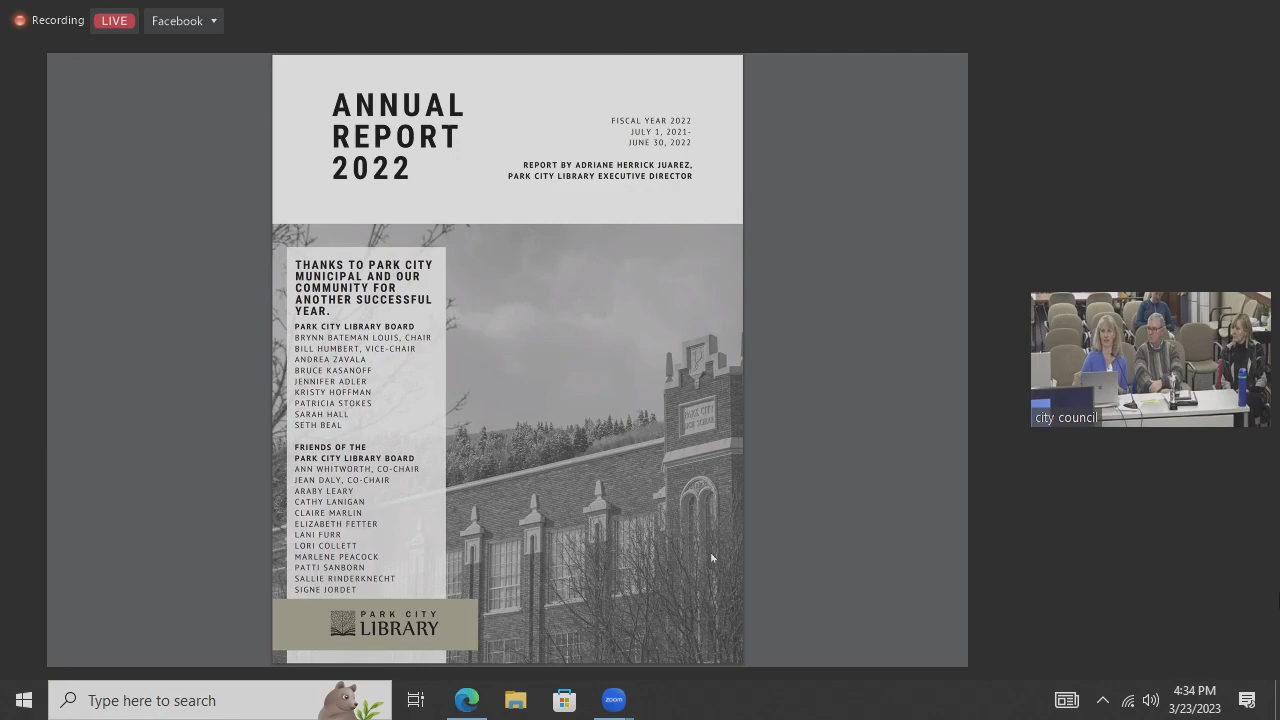 Recording
LIVE
Facebook
ANNUAL
REPORT
2022
FISCAL YEAR 2022
JULY 1, 2021-
JUNE 30, 2022
REPORT BY ADRIANE HERRICK JUAREZ,
PARK CITY LIBRARY EXECUTIVE DIRECTOR
THANKS TO PARK CITY
MUNICIPAL AND OUR
COMMUNITY FOR
ANOTHER SUCCESSFUL
YEAR.
PARK CITY LIBRARY BOARD
BRYNN BATEMAN LOUIS, CHAIR
BILL HUMBERT, VICE-CHAIR
ANDREA ZAVALA
BRUCE KASANOFF
JENNIFER ADLER
KRISTY HOFFMAN
PATRICIA STOKES
SARAH HALL
SETH BEAL
FRIENDS OF THE
PARK CITY LIBRARY BOARD
ANN WHITWORTH, CO-CHAIR
JEAN DALY, CO-CHAIR
ARABY LEARY
CATHY LANIGAN
CLAIRE MARLIN
ELIZABETH FETTER
LANI FURR
LORI COLLETT
MARLENE PEACOCK
PATTI SANBORN
SALLIE RINDERKNECHT
SIGNE JORDET
PARK CITY
LIBRARY
PARK CITY
HIGH SCHOOL
city council
Type here to search
zoom
4:34 PM
3/23/2023